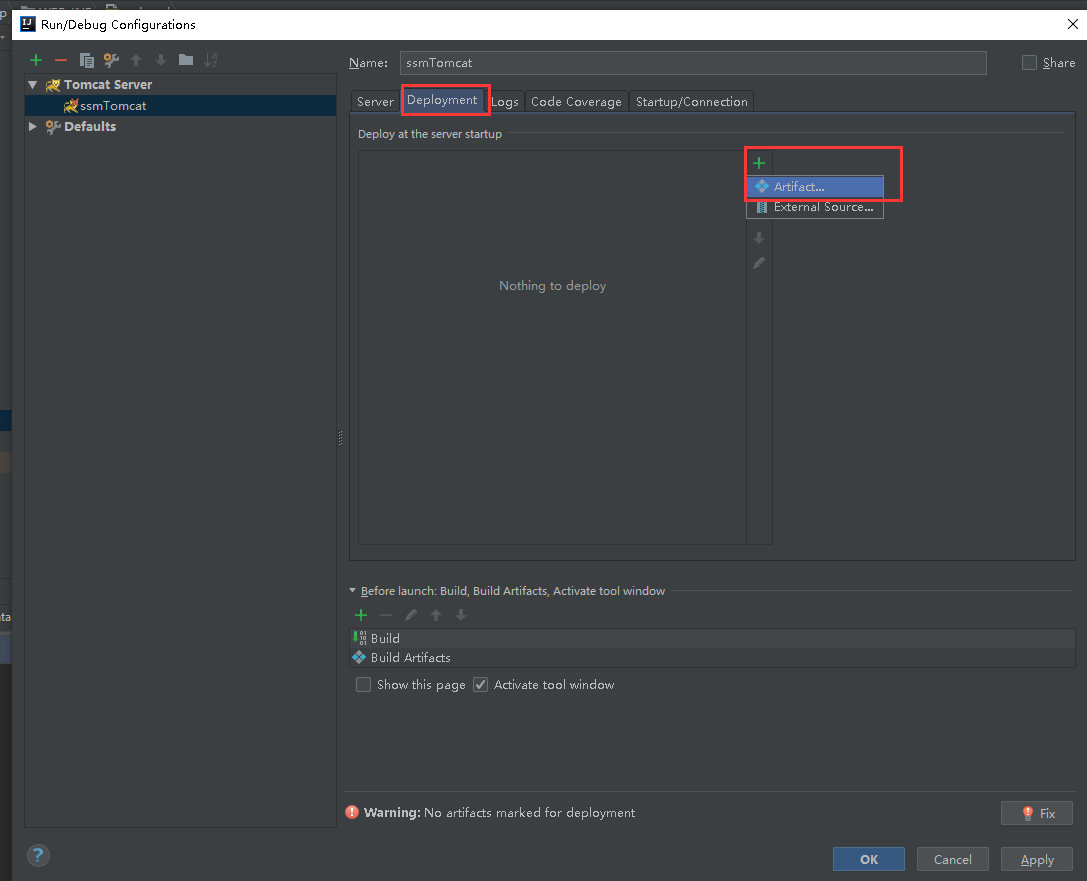 Run/Debug Configurations
Name: ssmTomcat
Share
Tomcat Server
ssmTomcat
Defaults
Server
Deployment
Logs
Code Coverage
Startup/Connection
Deploy at the server startup
Artifact...
External Source...
Nothing to deploy
Before launch: Build, Build Artifacts, Activate tool window
Build
Build Artifacts
Show this page
Activate tool window
Warning: No artifacts marked for deployment
Fix
?
OK
Cancel
Apply